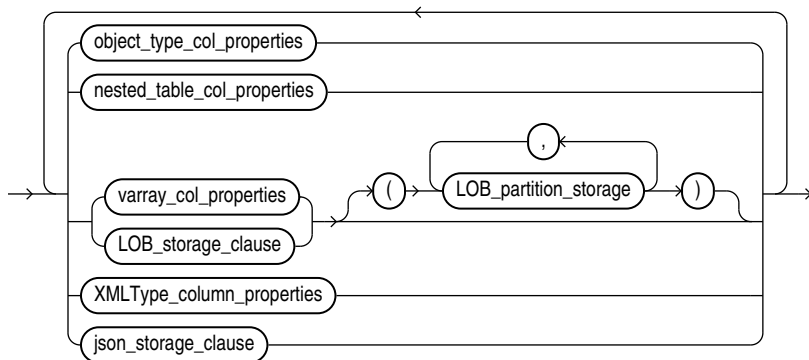 object_type_col_properties
nested_table_col_properties
,
varray_col_properties ( LOB_partition_storage )
LOB_storage_clause
XMLType_column_properties
json_storage_clause